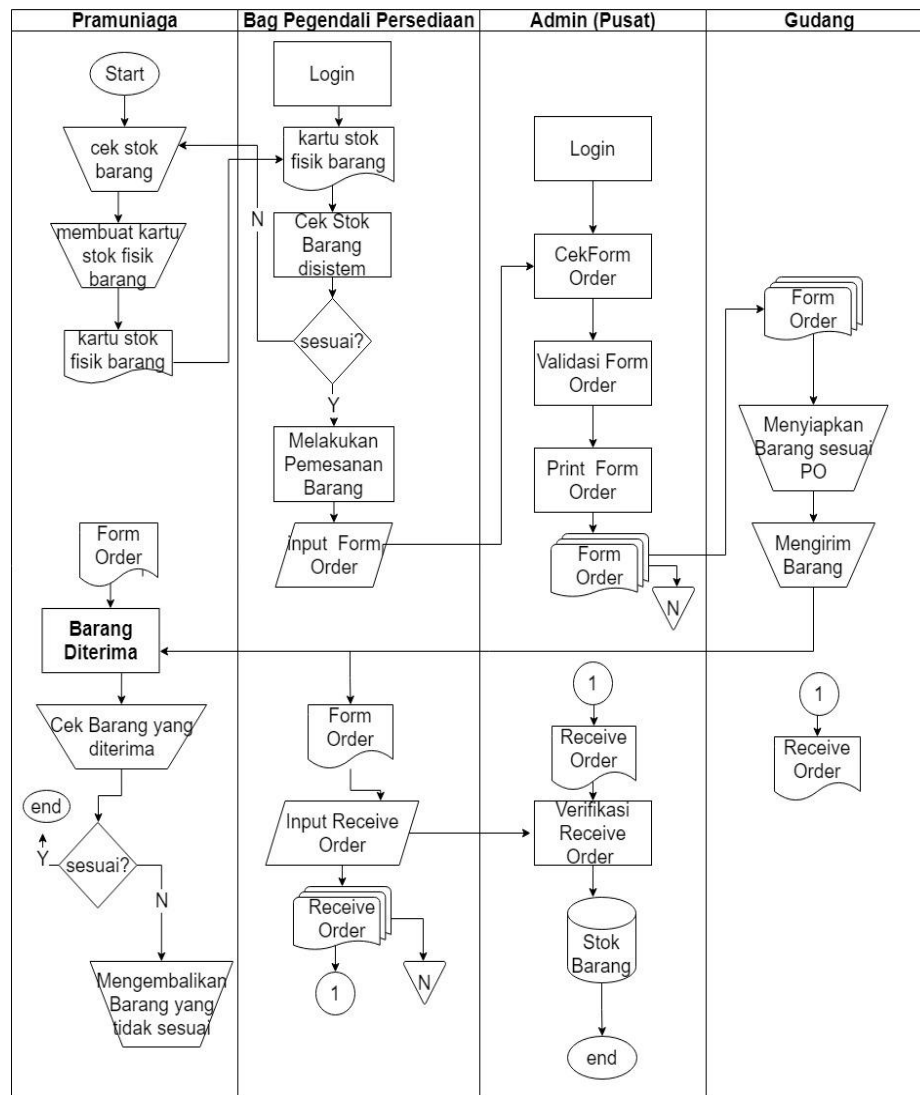 Pramuniaga
Bag Pegendali Persediaan
Admin (Pusat)
Gudang
Start
cek stok
barang
membuat kartu
stok fisik
barang
kartu stok
fisik barang
Form
Order
Barang
Diterima
Cek Barang yang
diterima
end
Y
sesuai?
N
Mengembalikan
Barang yang
tidak sesuai
Login
kartu stok
fisik barang
N
Cek Stok
Barang
disistem
sesuai?
Y
Melakukan
Pemesanan
Barang
input Form
Order
Form
Order
Input Receive
Order
Receive
Order
1
N
Login
CekForm
Order
Validasi Form
Order
Print Form
Order
Form
Order
N
1
Receive
Order
Verifikasi
Receive
Order
Stok
Barang
end
Form
Order
Menyiapkan
Barang sesuai
PO
Mengirim
Barang
1
Receive
Order